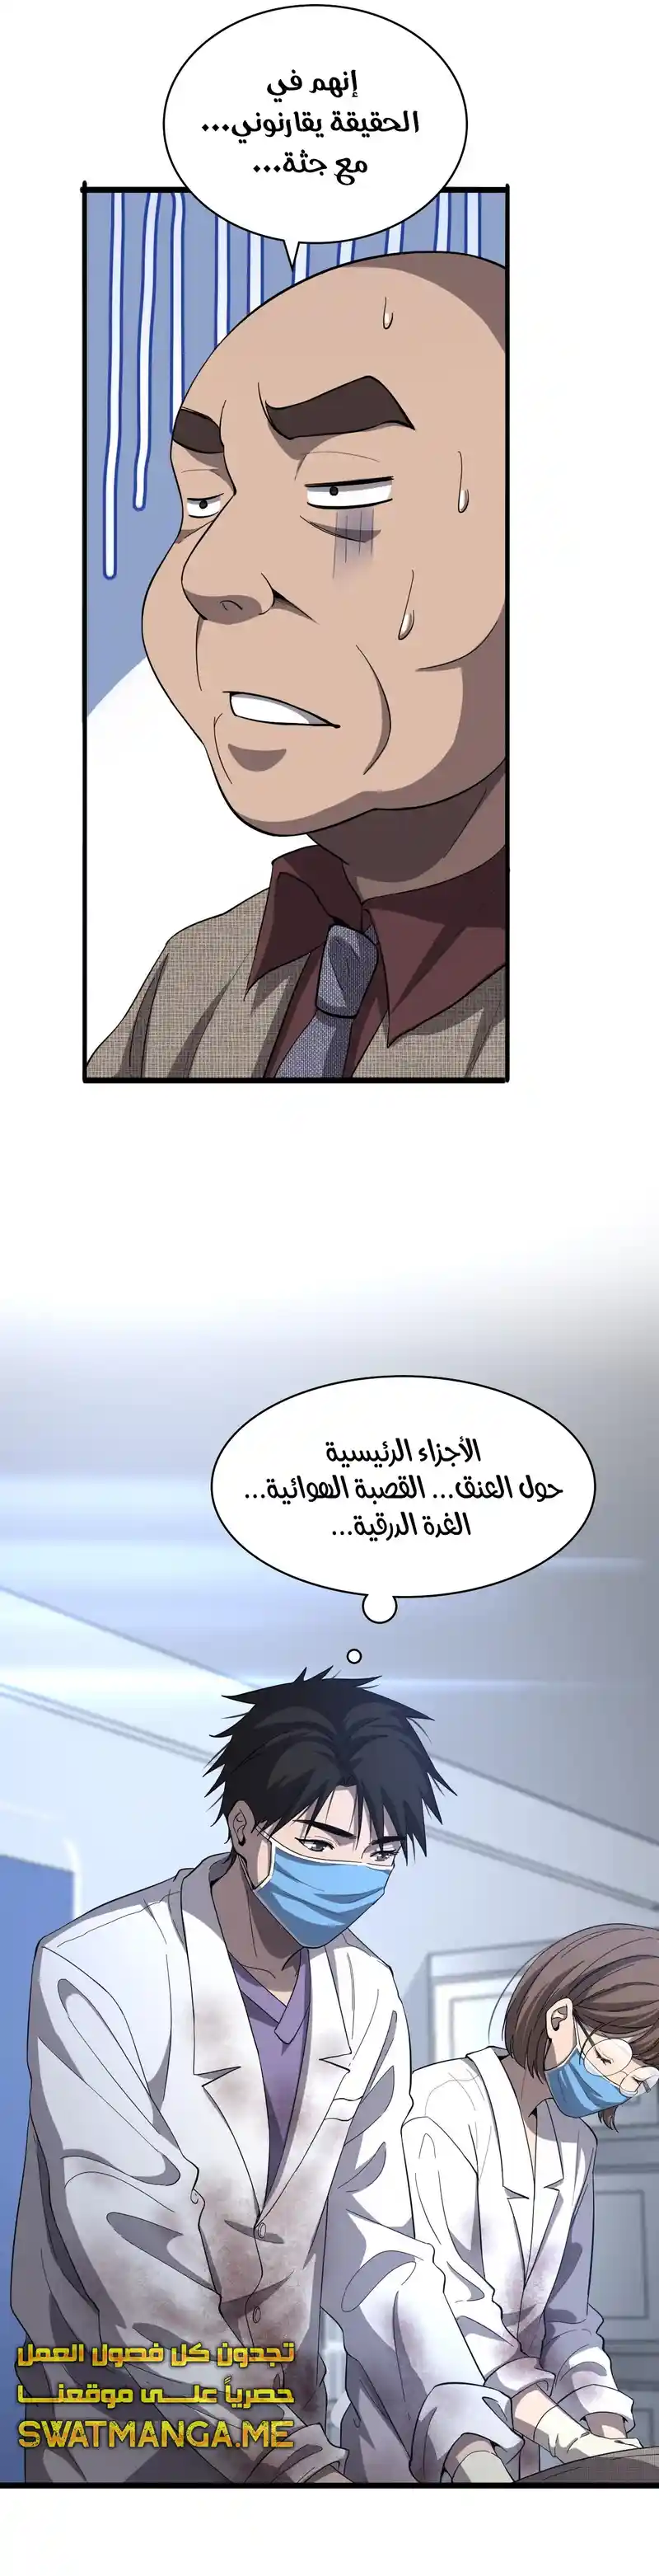 إنهم في
الحقيقة يقارنوني...
مع جثة...
الأجزاء الرئيسية
حول العنق... القصبة الهوائية...
الغدة الدرقية...
تجدون كل فصول العمل
حصرياً على موقعنا
SWATMANGA.ME